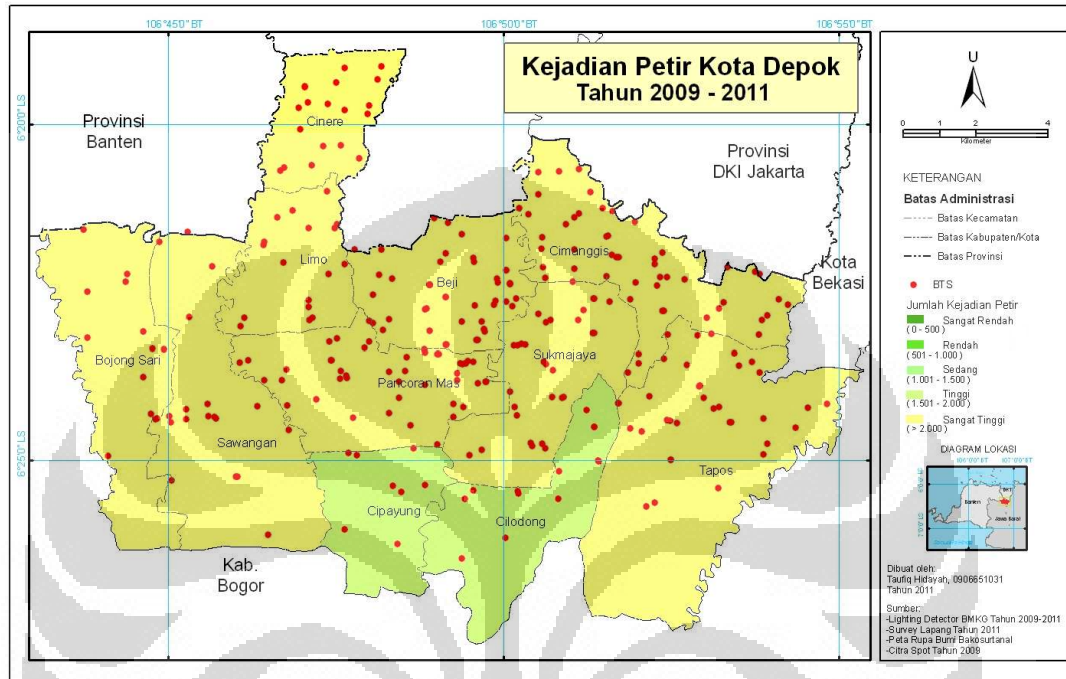 106°45'0" BT
106°50'0" BT
106°55'0" BT
6°20'0" LS
6°25'0" LS
Kejadian Petir Kota Depok
Tahun 2009 - 2011
Provinsi
Banten
Provinsi
DKI Jakarta
Kota
Bekasi
Kab.
Bogor
Cinere
Limo
Beji
Cimanggis
Bojong Sari
Sukmajaya
Pancoran Mas
Sawangan
Tapos
Cipayung
Cilodong
U
0 1 2 4
Kilometer
KETERANGAN
Batas Administrasi
Batas Kecamatan
Batas Kabupaten/Kota
Batas Provinsi
BTS
Jumlah Kejadian Petir
Sangat Rendah
( 0 - 500 )
Rendah
( 501 - 1.000 )
Sedang
( 1.001 - 1.500 )
Tinggi
( 1.501 - 2.000 )
Sangat Tinggi
( > 2.000 )
DIAGRAM LOKASI
Banten
Jawa Barat
Dibuat oleh:
Taufiq Hidayah, 0906651031
Tahun 2011
Sumber:
-Lighting Detector BMKG Tahun 2009-2011
-Survey Lapang Tahun 2011
-Peta Rupa Bumi Bakosurtanal
-Citra Spot Tahun 2009